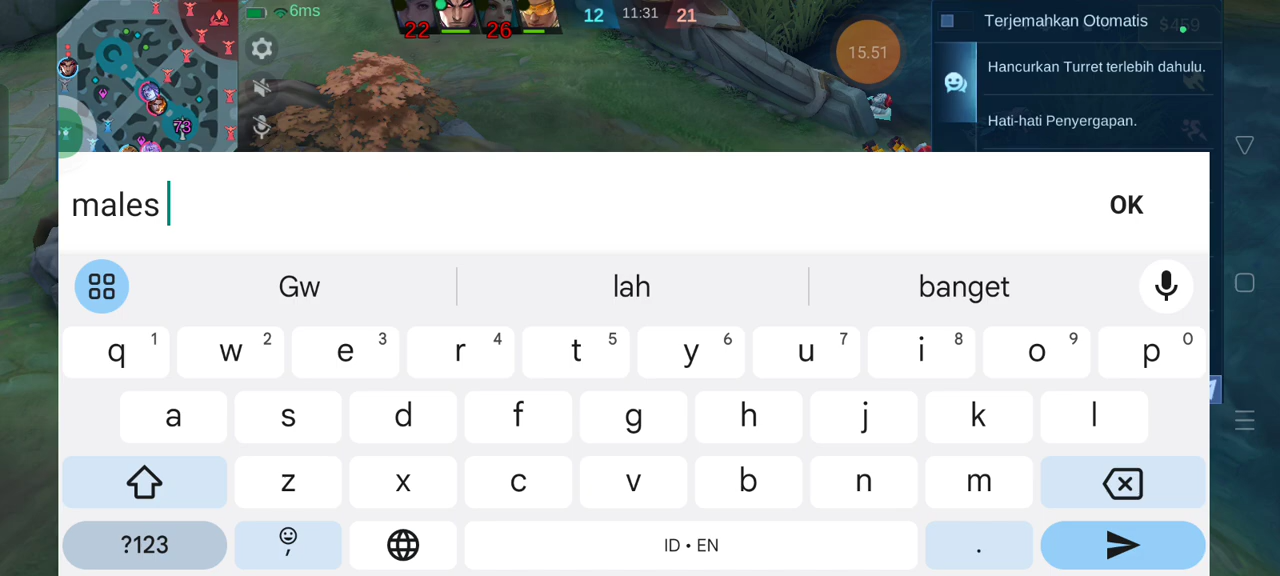 6ms
22
26
12
11:31
21
15.51
Terjemahkan Otomatis
$459
Hancurkan Turret terlebih dahulu.
Hati-hati Penyergapan.
73
males
OK
Gw
lah
banget
q 1 w 2 e 3 r 4 t 5 y 6 u 7 i 8 o 9 p 0
a s d f g h j k l
z x c v b n m
?123
,
ID • EN
.